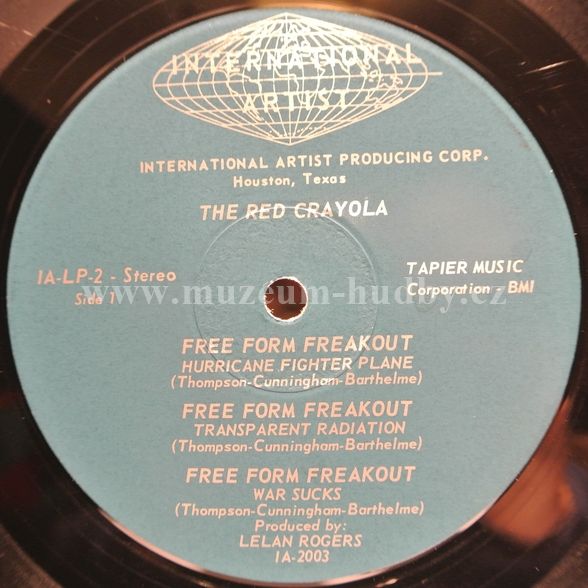 INTERNATIONAL
ARTIST
INTERNATIONAL ARTIST PRODUCING CORP.
Houston, Texas
THE RED CRAYOLA
IA-LP-2 - Stereo
Side 1
TAPIER MUSIC
Corporation - BMI
www.muzeum-hudby.cz
FREE FORM FREAKOUT
HURRICANE FIGHTER PLANE
(Thompson-Cunningham-Barthelme)
FREE FORM FREAKOUT
TRANSPARENT RADIATION
(Thompson-Cunningham-Barthelme)
FREE FORM FREAKOUT
WAR SUCKS
(Thompson-Cunningham-Barthelme)
Produced by:
LELAN ROGERS
IA-2003